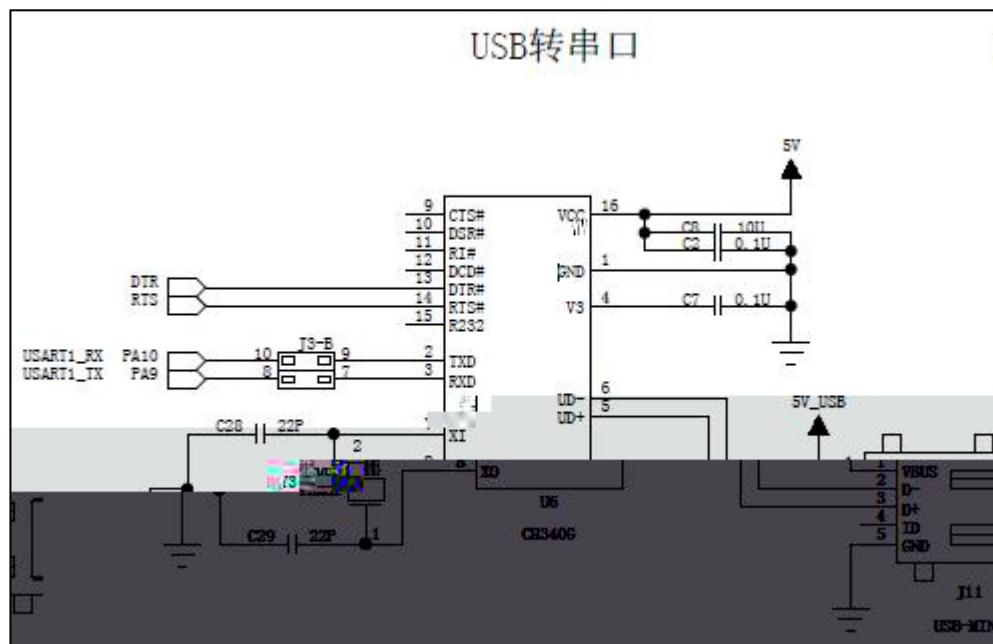 USB转串口
5V
9 CTS# VCC 16
10 DSR# C8 10U
11 RI# C2 0.1U
12 DCD# GND 1
DTR 13 DTR#
RTS 14 RTS# V3 4 C7 0.1U
15 R232
J3-B
USART1_RX PA10 10 9 2 TXD
USART1_TX PA9 8 7 3 RXD
UD- 6
UD+ 5
5V_USB
C28 22P XI
2
8 XO
1 VBUS
2 D-
3 D+
4 ID
5 GND
U6
C29 22P 1 CH340G
J11
USB-MIN